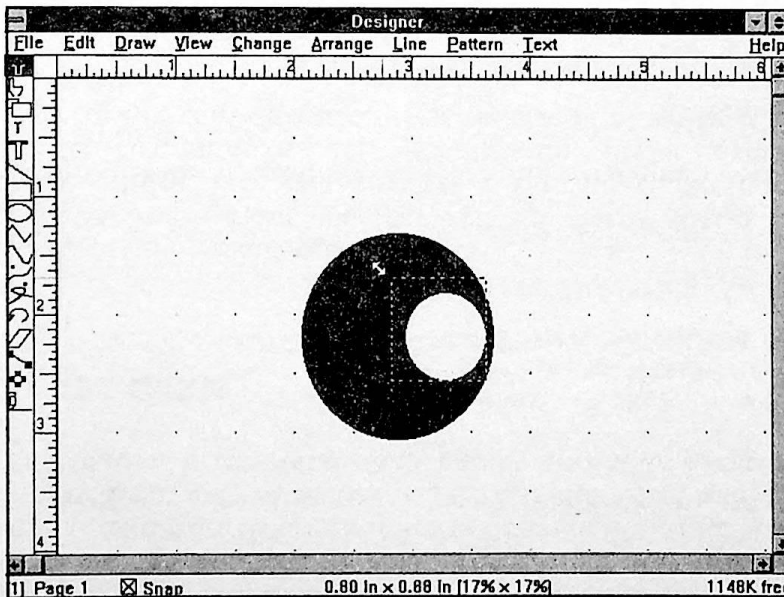 Designer
File Edit Draw View Change Arrange Line Pattern Text Help
1 2 3 4 5 6
T
T
1
2
3
4
[1] Page 1 Snap 0.80 In x 0.88 In [17% x 17%] 1148K fre